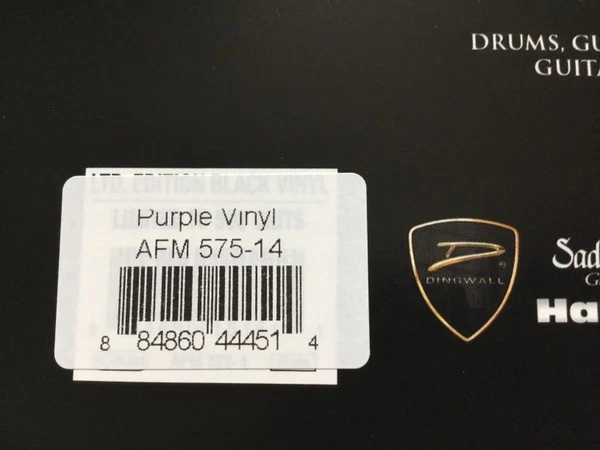 DRUMS, GU
GUITA
LTD. EDITION BLACK VINYL
Purple Vinyl
AFM 575-14
8 84860 44451 4
DINGWALL
®
Sad
G
Ha